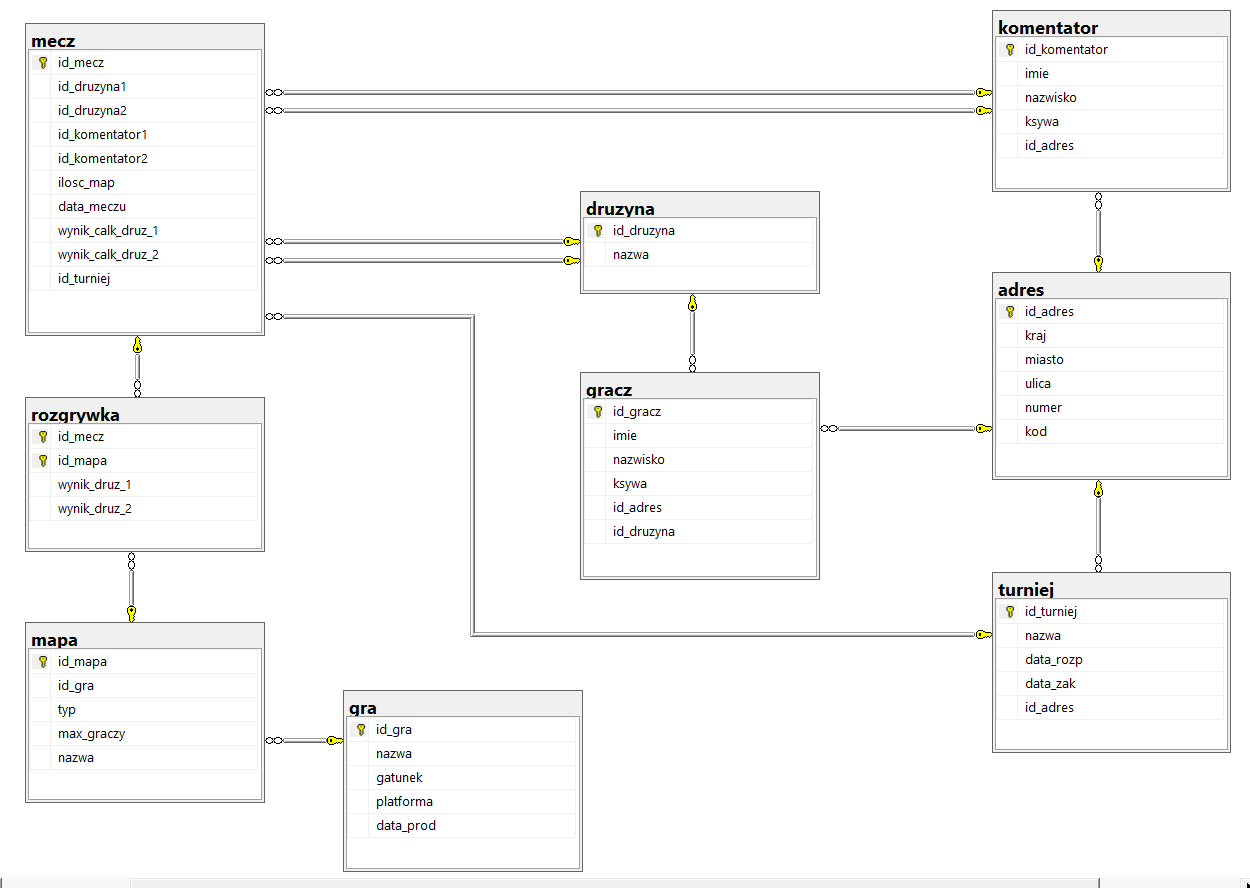 mecz
id_mecz
id_druzyna1
id_druzyna2
id_komentator1
id_komentator2
ilosc_map
data_meczu
wynik_calk_druz_1
wynik_calk_druz_2
id_turniej
komentator
id_komentator
imie
nazwisko
ksywa
id_adres
druzyna
id_druzyna
nazwa
adres
id_adres
kraj
miasto
ulica
numer
kod
gracz
id_gracz
imie
nazwisko
ksywa
id_adres
id_druzyna
rozgrywka
id_mecz
id_mapa
wynik_druz_1
wynik_druz_2
turniej
id_turniej
nazwa
data_rozp
data_zak
id_adres
mapa
id_mapa
id_gra
typ
max_graczy
nazwa
gra
id_gra
nazwa
gatunek
platforma
data_prod